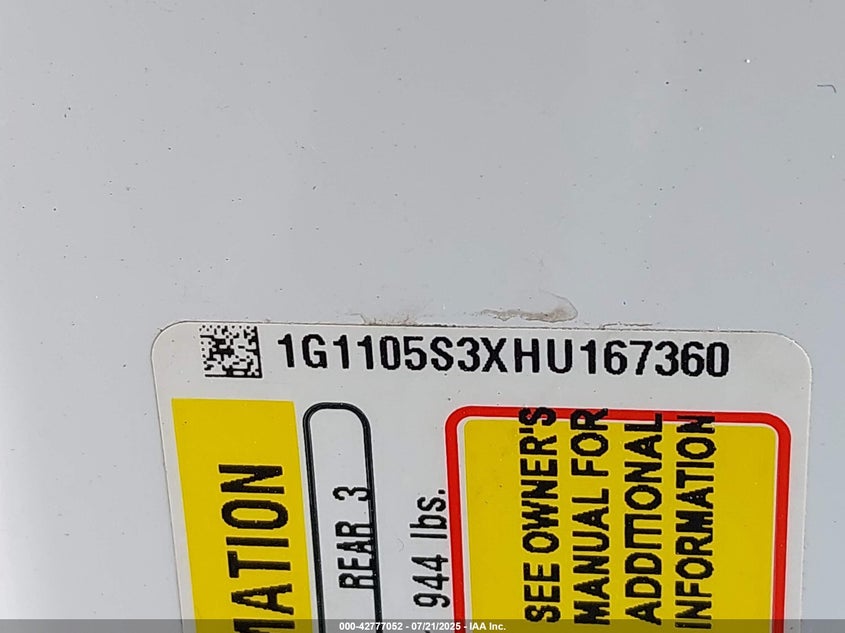 1G1105S3XHU167360
MATION
REAR 3
944 lbs.
SEE OWNER'S
MANUAL FOR
ADDITIONAL
INFORMATION
000-42777052 - 07/21/2025 - IAA Inc.